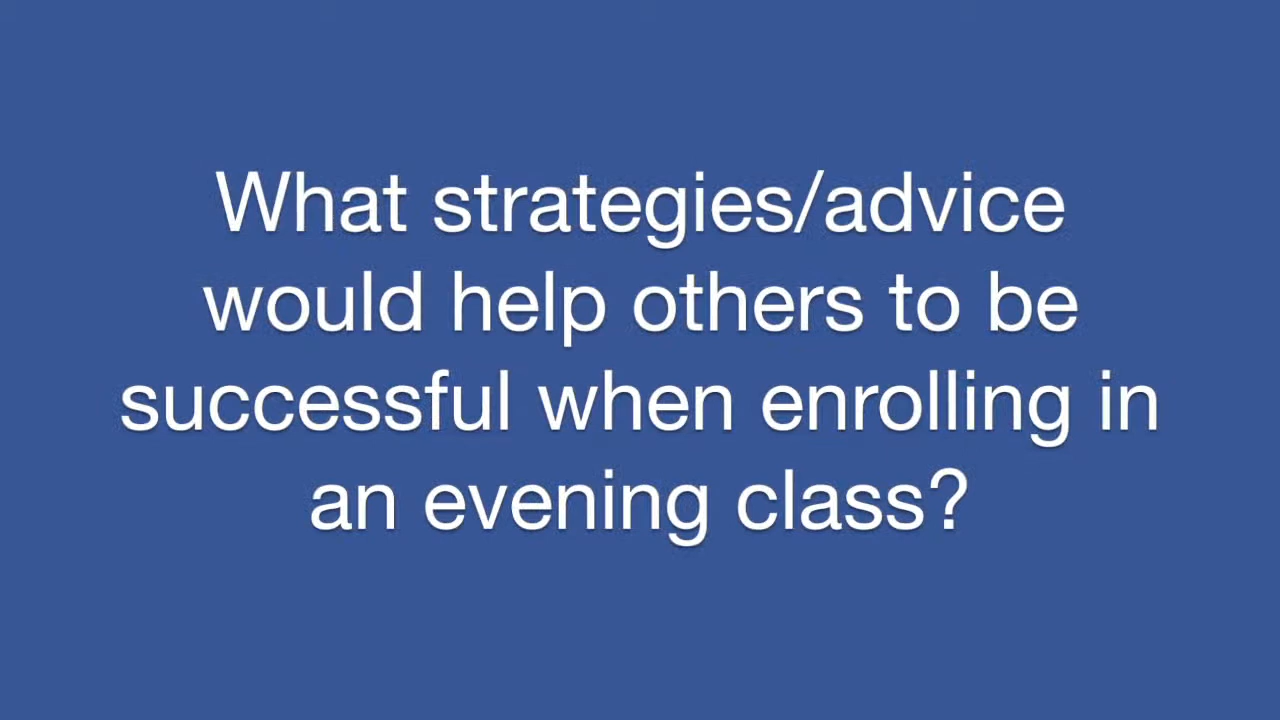 What strategies/advice
would help others to be
successful when enrolling in
an evening class?